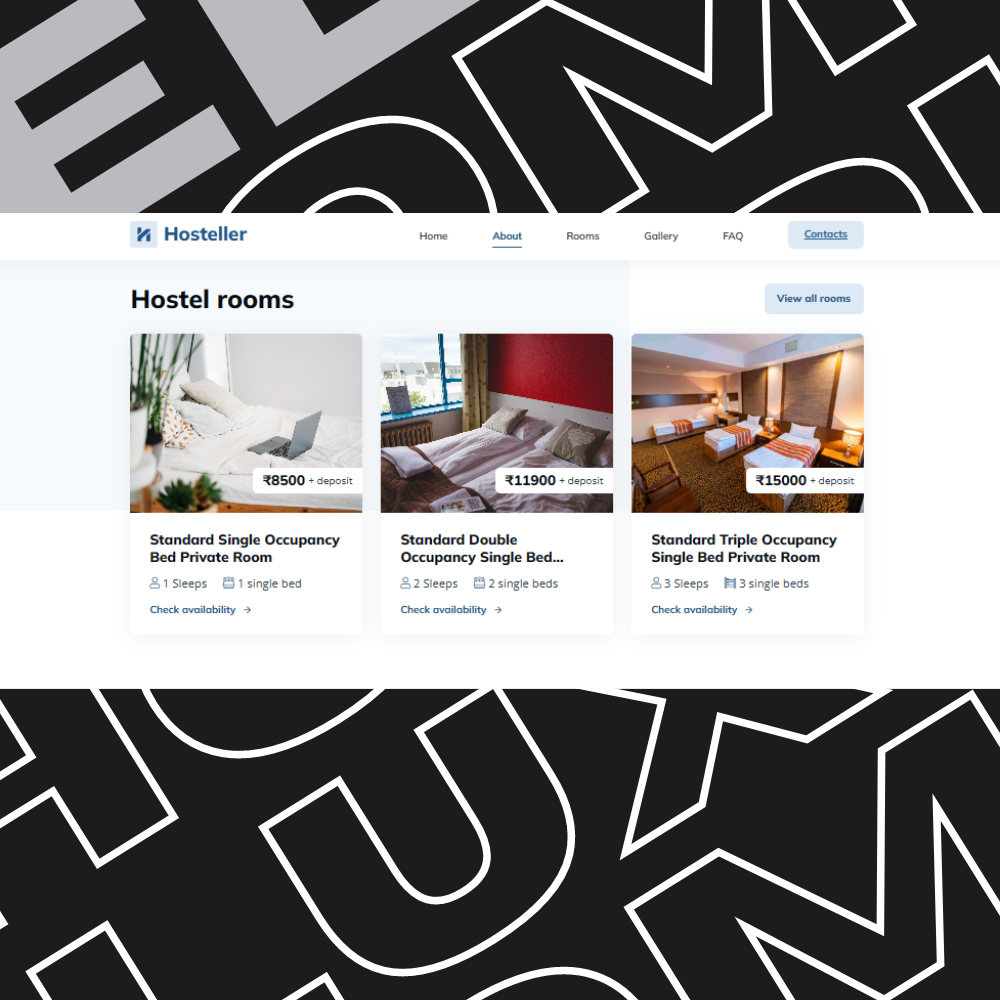 Hosteller
Home About Rooms Gallery FAQ Contacts
Hostel rooms
View all rooms
₹8500 + deposit
Standard Single Occupancy
Bed Private Room
1 Sleeps 1 single bed
Check availability →
₹11900 + deposit
Standard Double
Occupancy Single Bed...
2 Sleeps 2 single beds
Check availability →
₹15000 + deposit
Standard Triple Occupancy
Single Bed Private Room
3 Sleeps 3 single beds
Check availability →